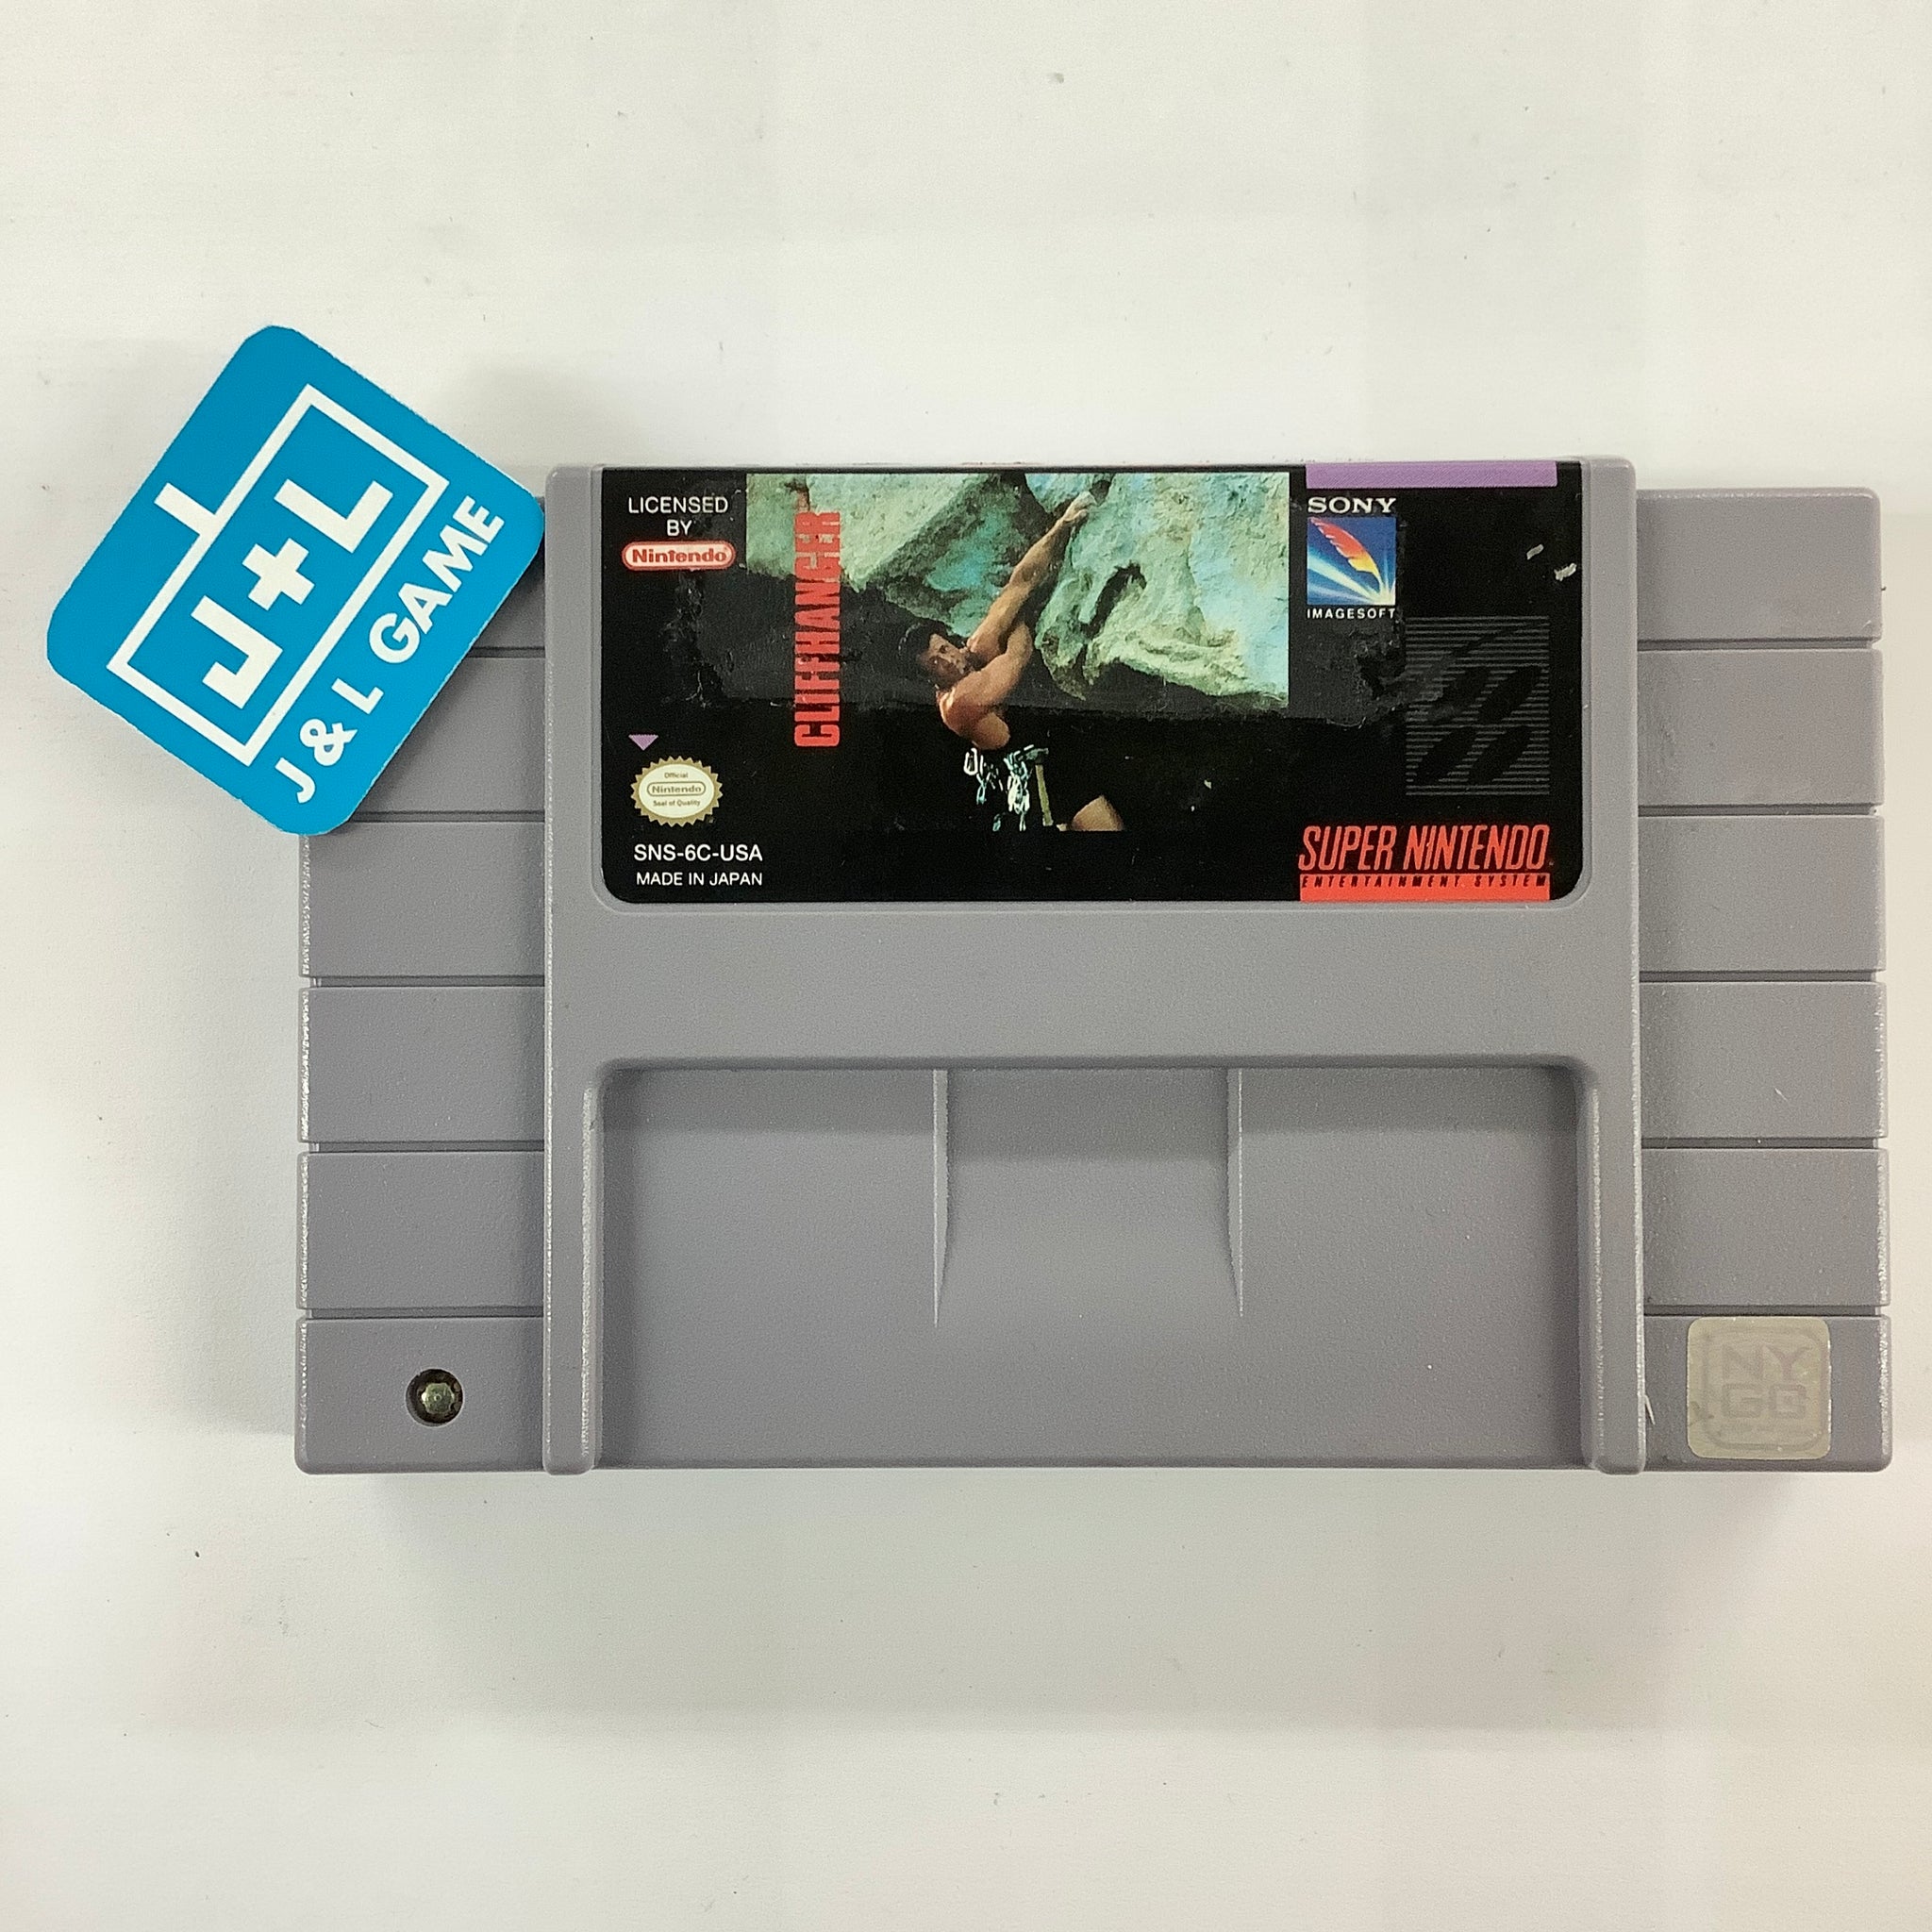 J+L
J & L GAME
LICENSED
BY
Nintendo
CLIFFHANGER
SONY
IMAGESOFT
Official
Nintendo
Seal of Quality
SNS-6C-USA
MADE IN JAPAN
SUPER NINTENDO
ENTERTAINMENT SYSTEM
NY